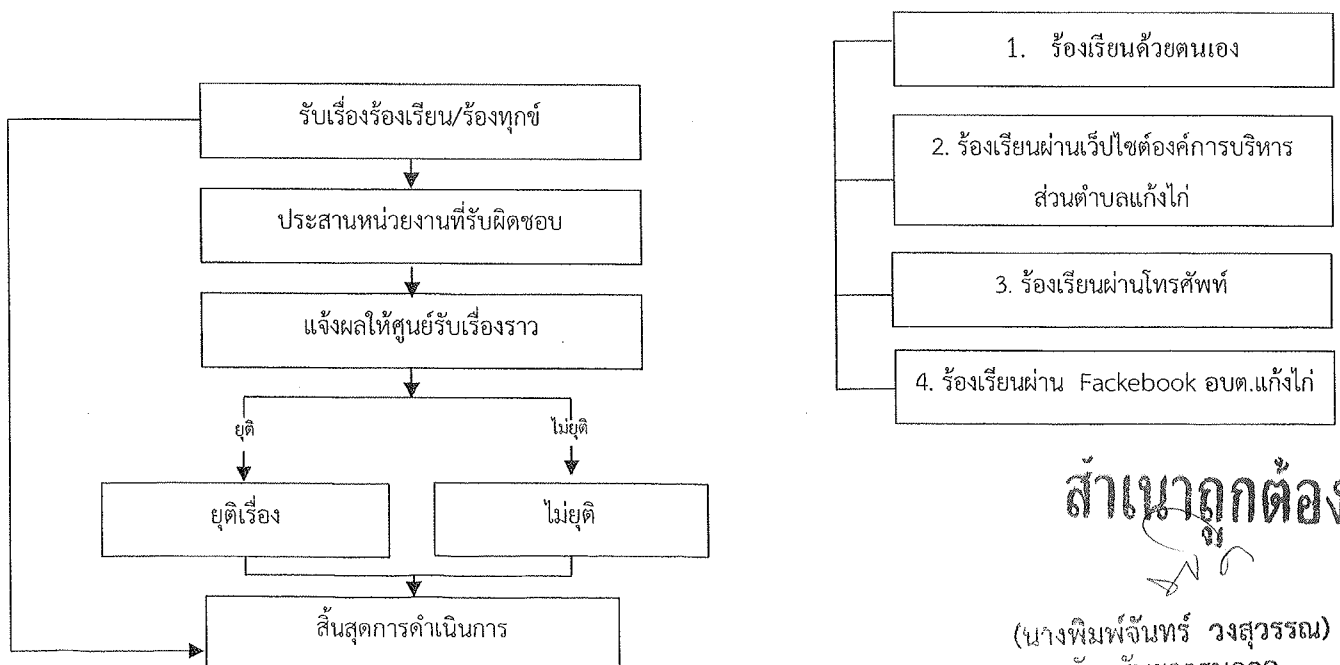 รับเรื่องร้องเรียน/ร้องทุกข์
ประสานหน่วยงานที่รับผิดชอบ
แจ้งผลให้ศูนย์รับเรื่องราว
ยุติ
ไม่ยุติ
ยุติเรื่อง
ไม่ยุติ
สิ้นสุดการดำเนินการ
1. ร้องเรียนด้วยตนเอง
2. ร้องเรียนผ่านเว็ปไซต์องค์การบริหาร
ส่วนตำบลแก้งไก่
3. ร้องเรียนผ่านโทรศัพท์
4. ร้องเรียนผ่าน Fackebook อบต.แก้งไก่
สำเนาถูกต้อง
(นางพิมพ์จันทร์ วงสุวรรณ)